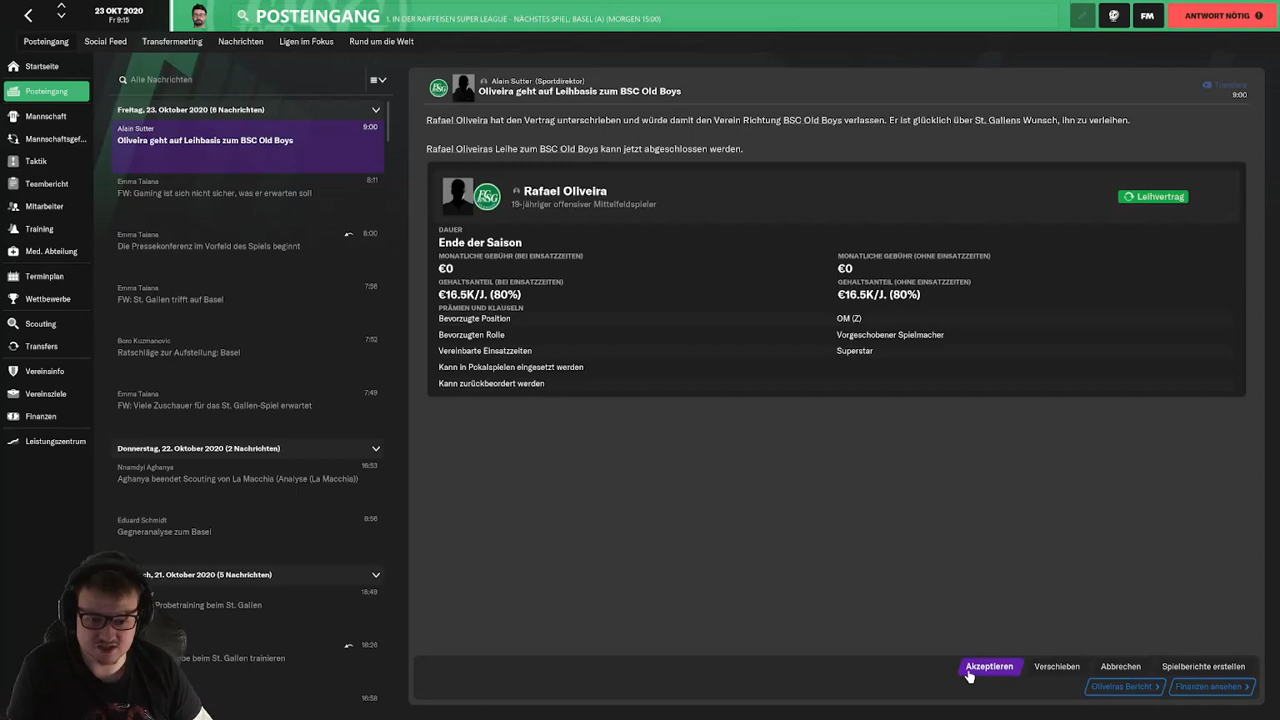 23 OKT 2020
Fr 9:15
POSTEINGANG
1. IN DER RAIFFEISEN SUPER LEAGUE - NÄCHSTES SPIEL: BASEL (A) (MORGEN 15:00)
FM
ANTWORT NÖTIG
Posteingang
Social Feed
Transfermeeting
Nachrichten
Ligen im Fokus
Rund um die Welt
Startseite
Posteingang
Mannschaft
Mannschaftsgef...
Taktik
Teambericht
Mitarbeiter
Training
Med. Abteilung
Terminplan
Wettbewerbe
Scouting
Transfers
Vereinsinfo
Vereinsziele
Finanzen
Leistungszentrum
Alle Nachrichten
Freitag, 23. Oktober 2020 (6 Nachrichten)
Alain Sutter
9:00
Oliveira geht auf Leihbasis zum BSC Old Boys
Emma Taiana
8:11
FW: Gaming ist sich nicht sicher, was er erwarten soll
Emma Taiana
8:00
Die Pressekonferenz im Vorfeld des Spiels beginnt
Emma Taiana
7:56
FW: St. Gallen trifft auf Basel
Boro Kuzmanovic
7:52
Ratschläge zur Aufstellung: Basel
Emma Taiana
7:49
FW: Viele Zuschauer für das St. Gallen-Spiel erwartet
Donnerstag, 22. Oktober 2020 (2 Nachrichten)
Nnamdyi Aghanya
16:53
Aghanya beendet Scouting von La Macchia (Analyse (La Macchia))
Eduard Schmidt
8:56
Gegneranalyse zum Basel
ch, 21. Oktober 2020 (5 Nachrichten)
18:49
Probetraining beim St. Gallen
18:26
be beim St. Gallen trainieren
16:58
Alain Sutter (Sportdirektor)
Oliveira geht auf Leihbasis zum BSC Old Boys
Transfers
9:00
Rafael Oliveira hat den Vertrag unterschrieben und würde damit den Verein Richtung BSC Old Boys verlassen. Er ist glücklich über St. Gallens Wunsch, ihn zu verleihen.
Rafael Oliveiras Leihe zum BSC Old Boys kann jetzt abgeschlossen werden.
Rafael Oliveira
19-jähriger offensiver Mittelfeldspieler
Leihvertrag
DAUER
Ende der Saison
MONATLICHE GEBÜHR (BEI EINSATZZEITEN)
MONATLICHE GEBÜHR (OHNE EINSATZZEITEN)
€0
€0
GEHALTSANTEIL (BEI EINSATZZEITEN)
GEHALTSANTEIL (OHNE EINSATZZEITEN)
€16.5K/J. (80%)
€16.5K/J. (80%)
PRÄMIEN UND KLAUSELN
Bevorzugte Position
OM (Z)
Bevorzugten Rolle
Vorgeschobener Spielmacher
Vereinbarte Einsatzzeiten
Superstar
Kann in Pokalspielen eingesetzt werden
Kann zurückbeordert werden
Akzeptieren
Verschieben
Abbrechen
Spielberichte erstellen
Oliveiras Bericht
Finanzen ansehen